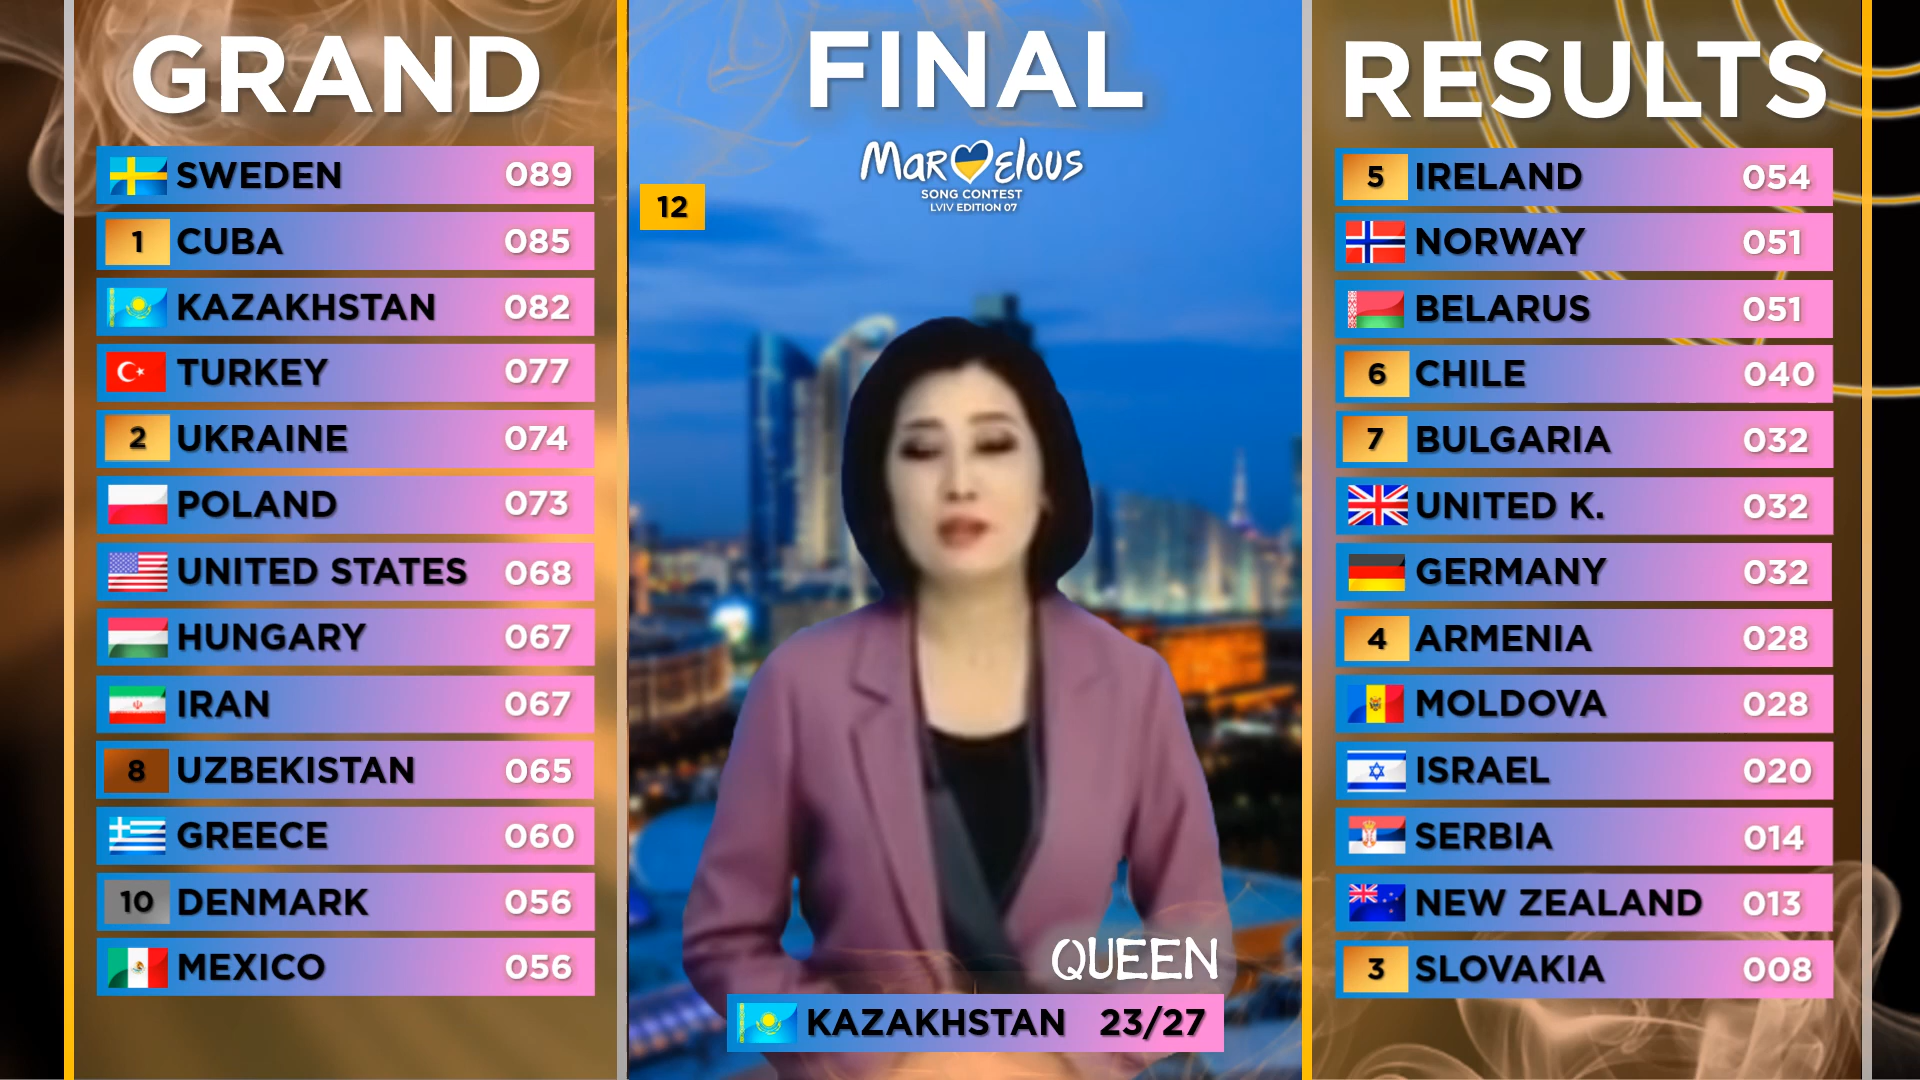 GRAND
FINAL
RESULTS
SWEDEN 089
1 CUBA 085
KAZAKHSTAN 082
TURKEY 077
2 UKRAINE 074
POLAND 073
UNITED STATES 068
HUNGARY 067
IRAN 067
8 UZBEKISTAN 065
GREECE 060
10 DENMARK 056
MEXICO 056
MARVELOUS
SONG CONTEST
LVIV EDITION 07
12
QUEEN
KAZAKHSTAN 23/27
5 IRELAND 054
NORWAY 051
BELARUS 051
6 CHILE 040
7 BULGARIA 032
UNITED K. 032
GERMANY 032
4 ARMENIA 028
MOLDOVA 028
ISRAEL 020
SERBIA 014
NEW ZEALAND 013
3 SLOVAKIA 008